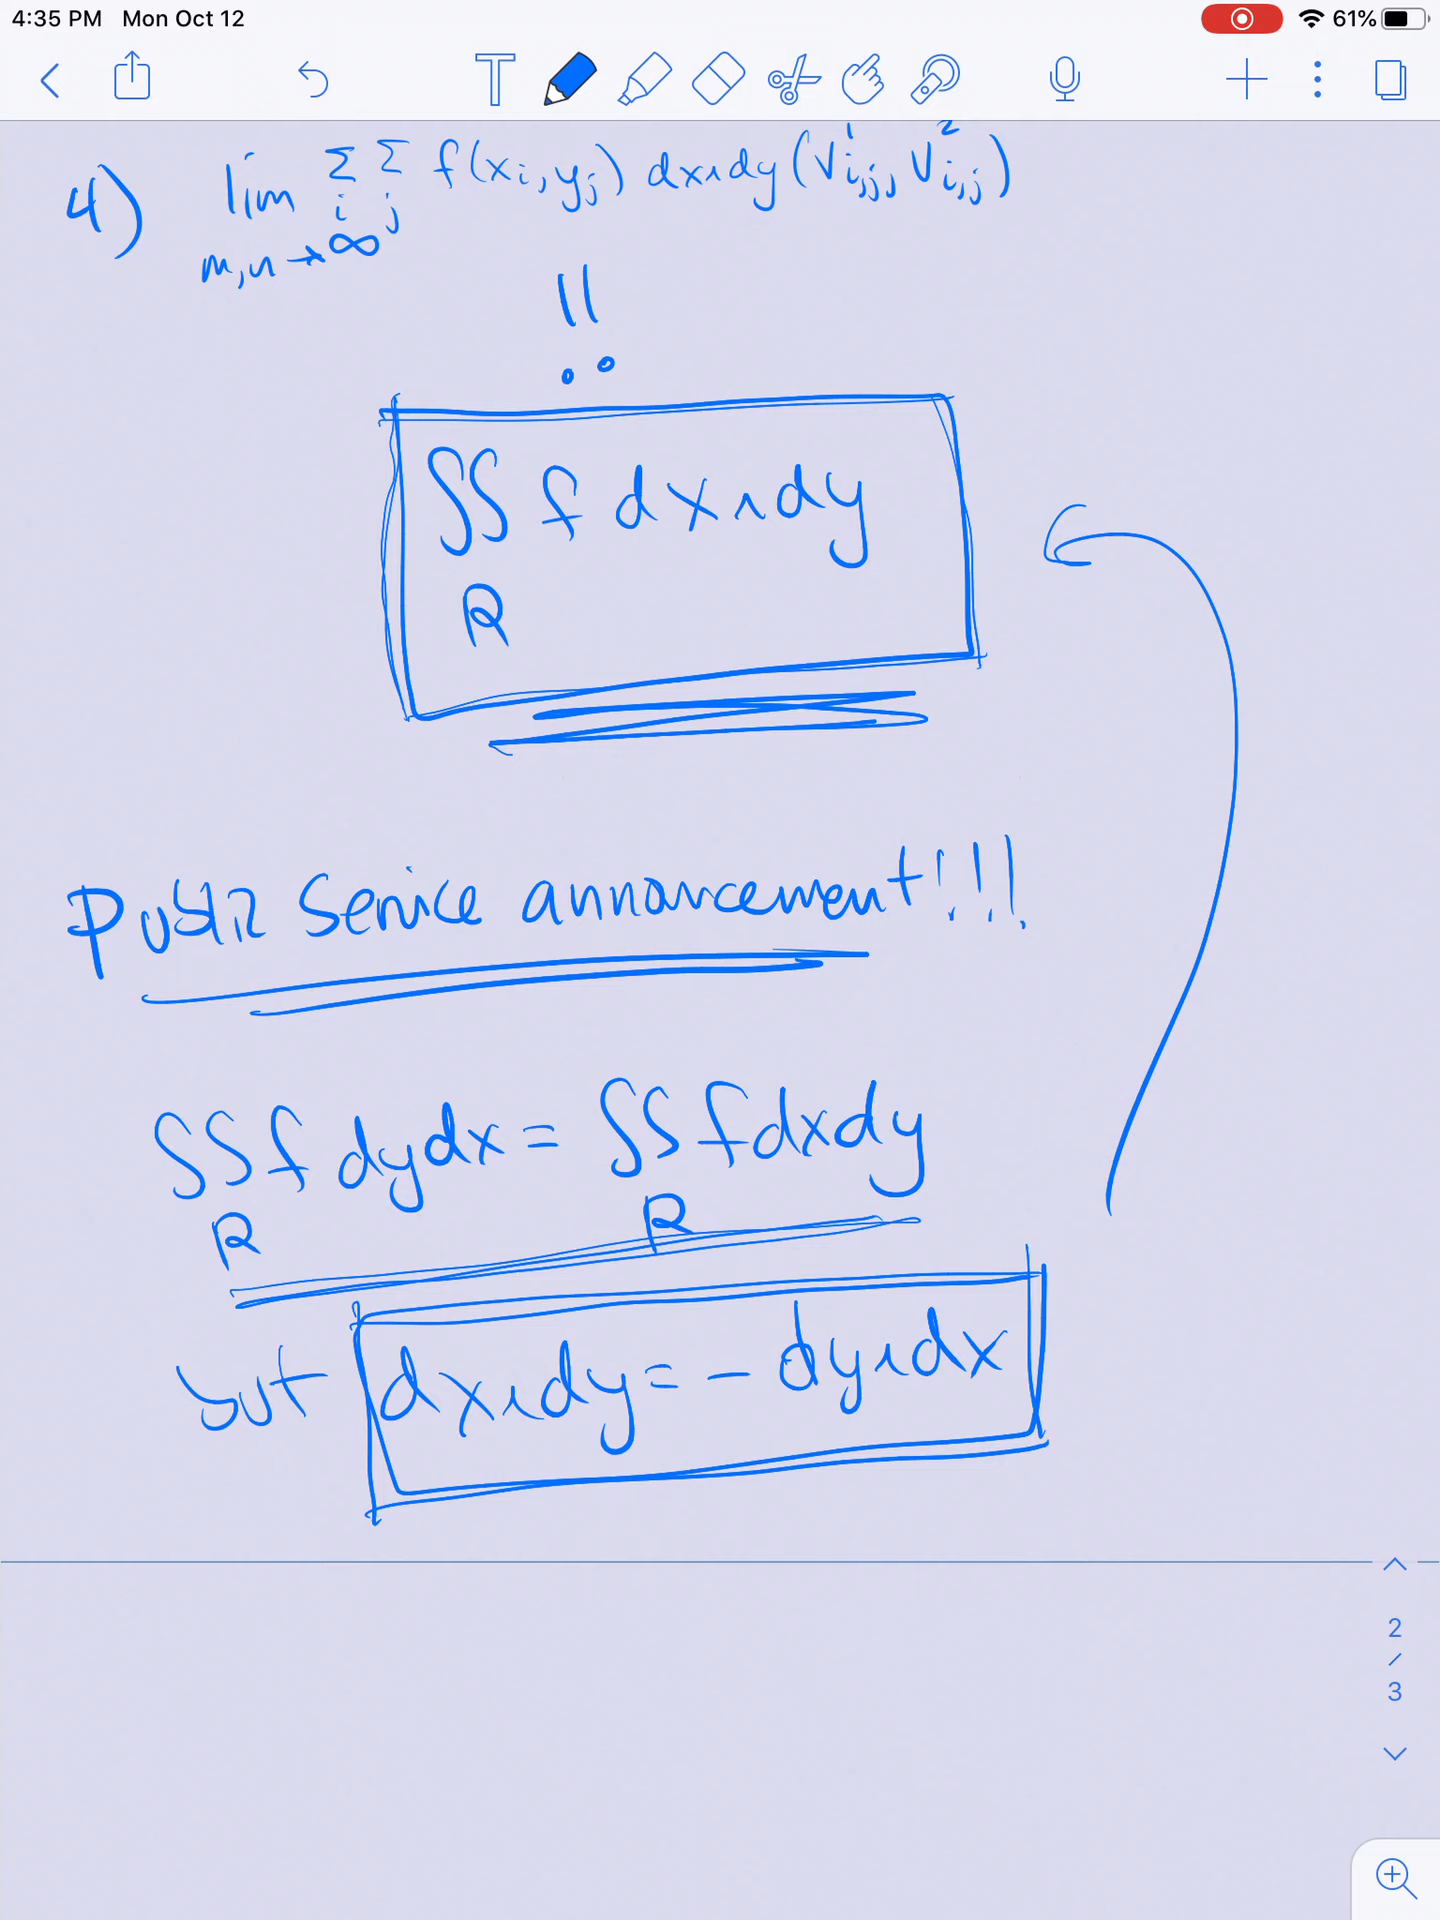 4:35 PM Mon Oct 12 61%
T
4) lim Σ Σ f(xi, yj) dx∧dy (V¹i,j, V²i,j)
m,n→∞ i j
||
∬ f dx∧dy
R
Public Service announcement!!!
∬ f dydx = ∬ f dxdy
R R
but dx∧dy = - dy∧dx
2
/
3